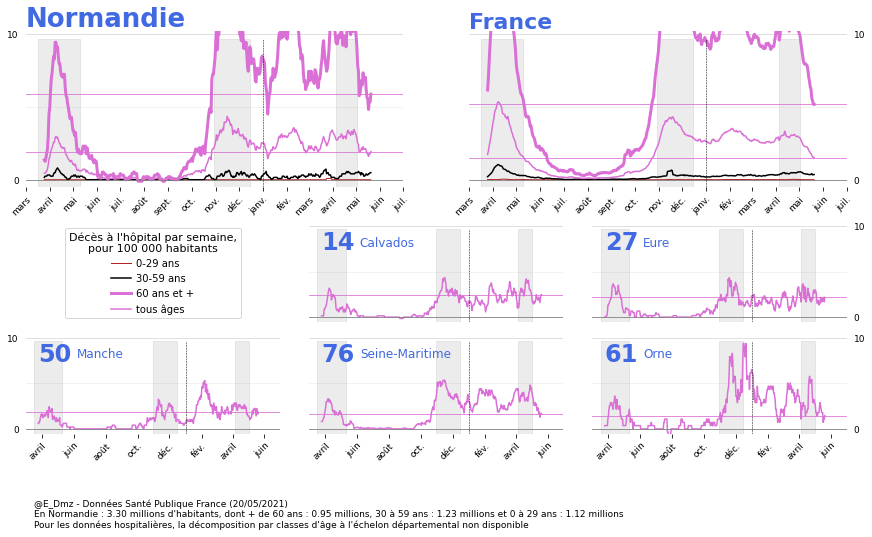 Normandie
France
10
0
mars
avril
mai
juin
juil.
août
sept.
oct.
nov.
déc.
janv.
févr.
mars
avril
mai
juin
juil.
10
0
mars
avril
mai
juin
juil.
août
sept.
oct.
nov.
déc.
janv.
févr.
mars
avril
mai
juin
juil.
Décès à l'hôpital par semaine,
pour 100 000 habitants
0-29 ans
30-59 ans
60 ans et +
tous âges
14 Calvados
27 Eure
10
0
10
0
50 Manche
76 Seine-Maritime
61 Orne
10
0
avril
juin
août
oct.
déc.
fév.
avril
juin
avril
juin
août
oct.
déc.
fév.
avril
juin
avril
juin
août
oct.
déc.
fév.
avril
juin
@E_Dmz - Données Santé Publique France (20/05/2021)
En Normandie : 3.30 millions d'habitants, dont + de 60 ans : 0.95 millions, 30 à 59 ans : 1.23 millions et 0 à 29 ans : 1.12 millions
Pour les données hospitalières, la décomposition par classes d'âge à l'échelon départemental non disponible